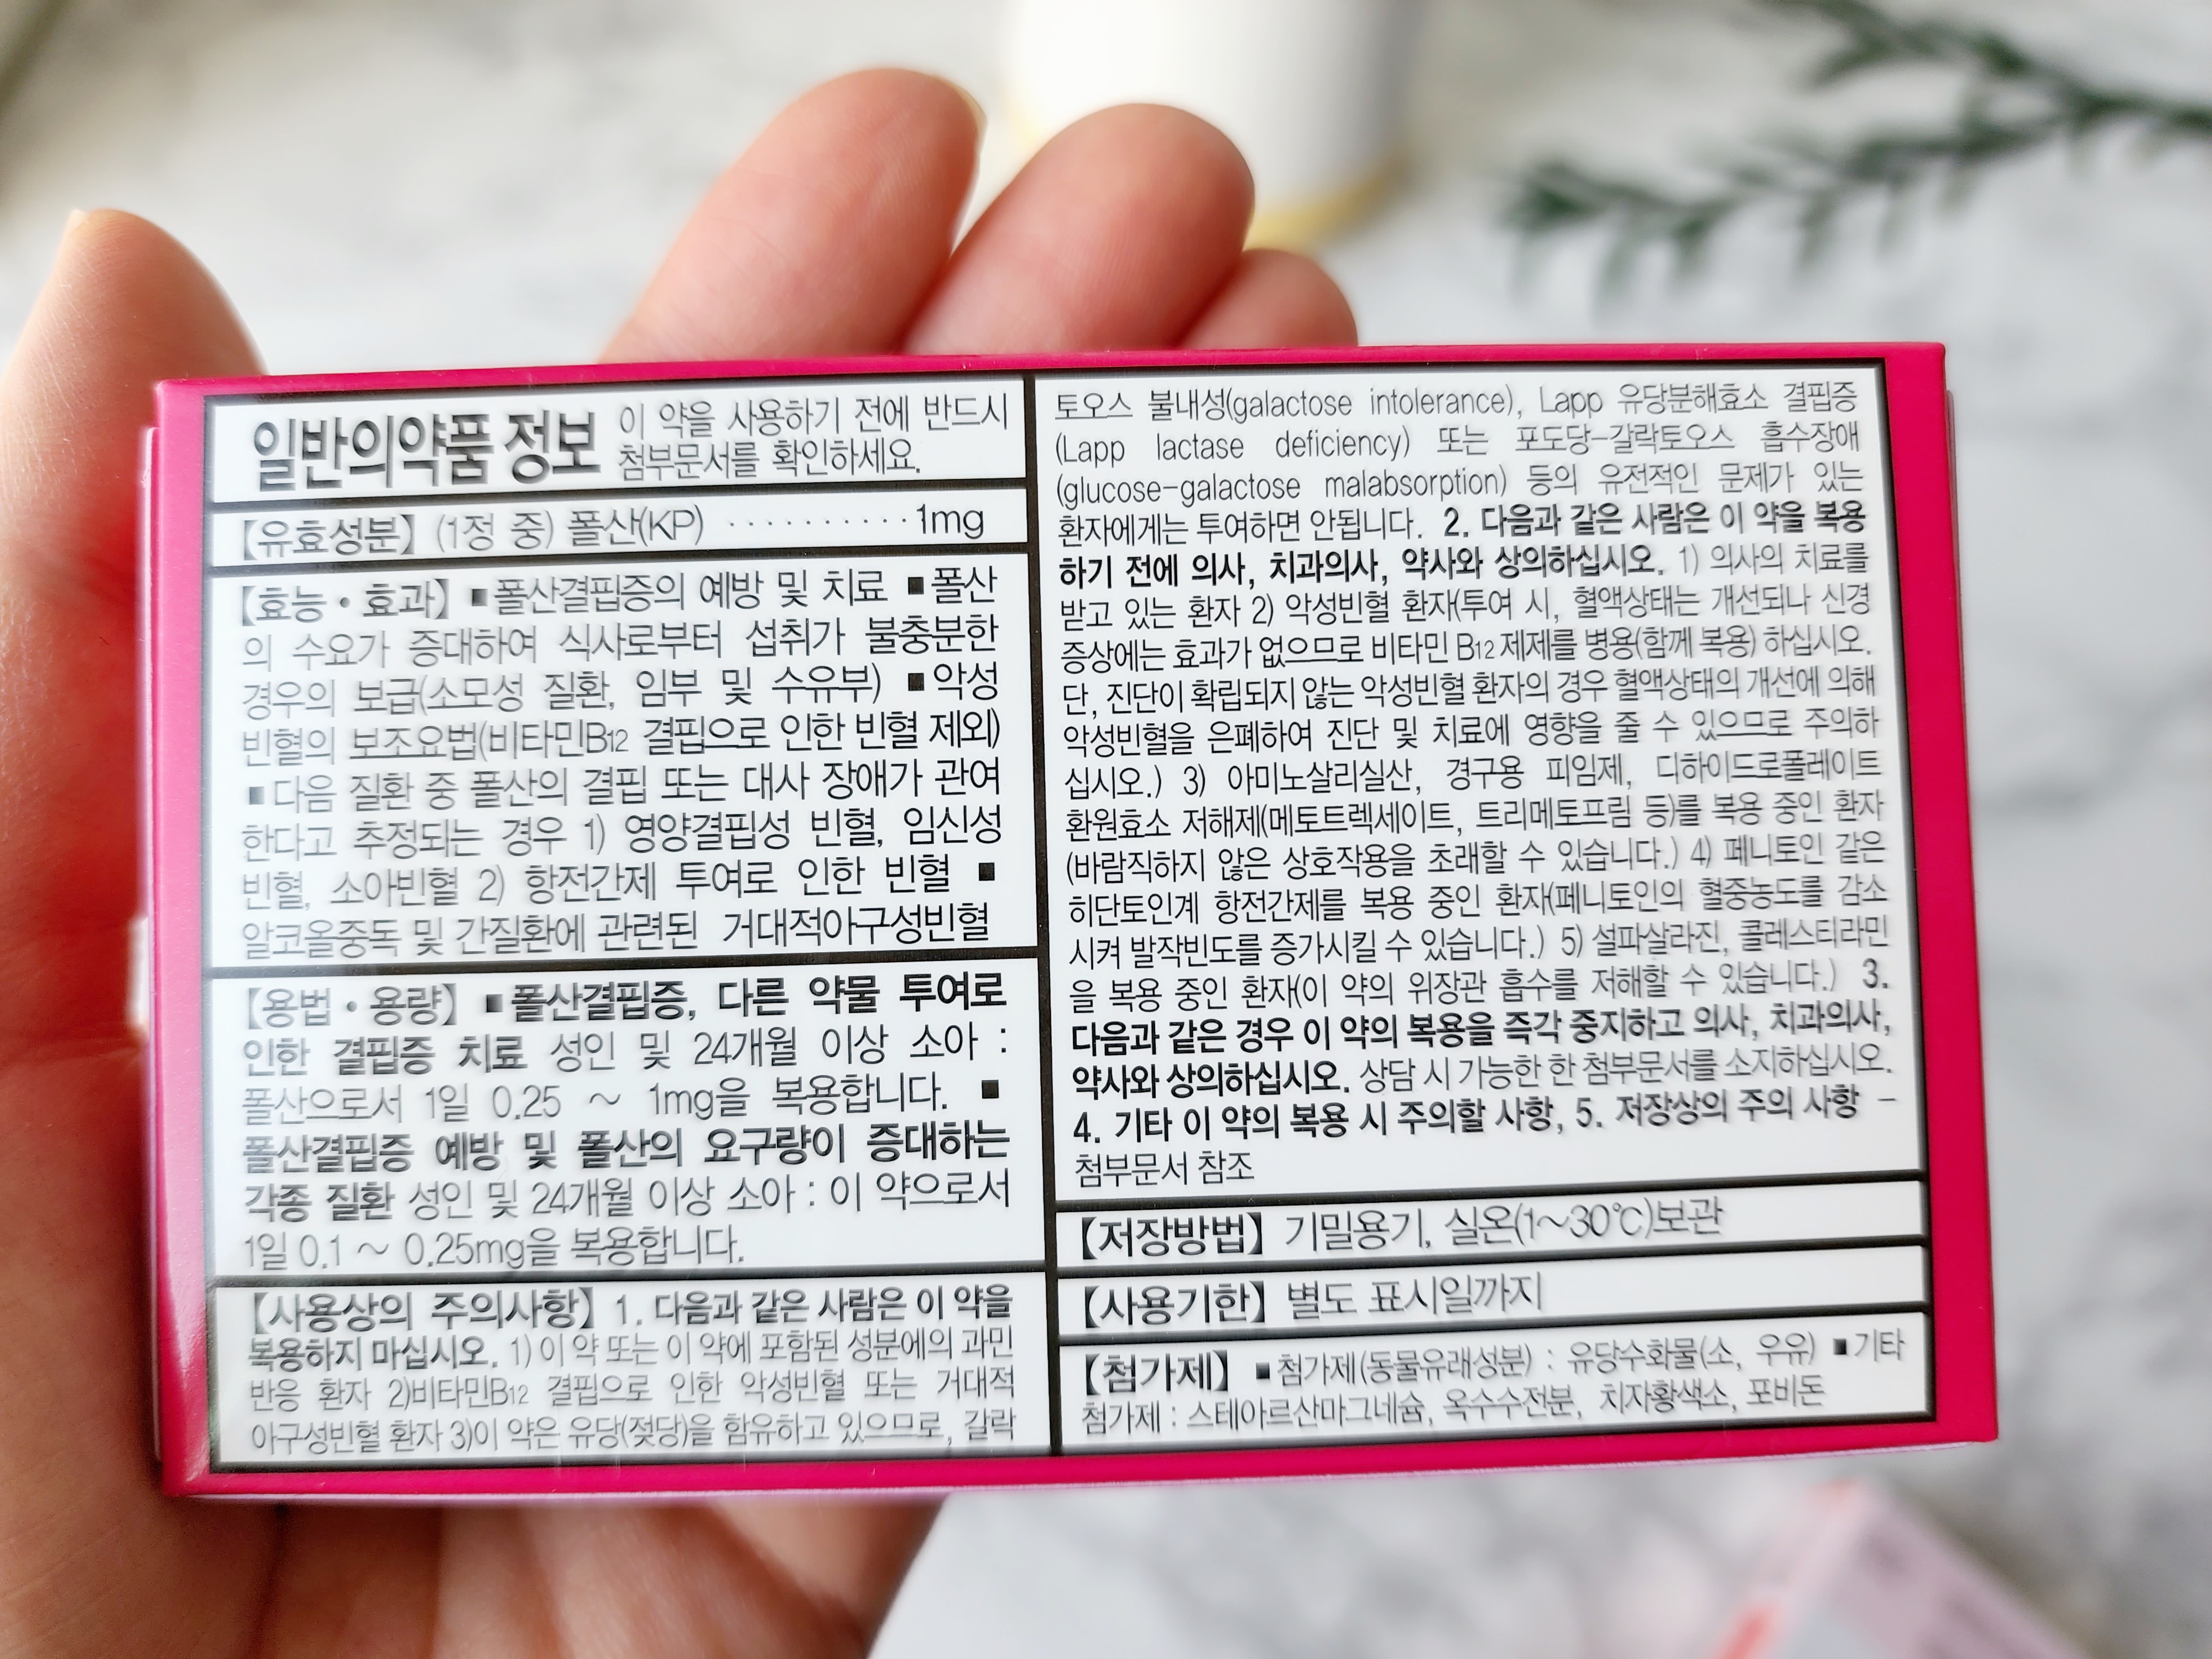 일반의약품 정보 이 약을 사용하기 전에 반드시
첨부문서를 확인하세요.
【유효성분】 (1정 중) 폴산(KP) ··········1mg
【효능・효과】 ■폴산결핍증의 예방 및 치료 ■폴산
의 수요가 증대하여 식사로부터 섭취가 불충분한
경우의 보급(소모성 질환, 임부 및 수유부) ■악성
빈혈의 보조요법(비타민B12 결핍으로 인한 빈혈 제외)
■다음 질환 중 폴산의 결핍 또는 대사 장애가 관여
한다고 추정되는 경우 1) 영양결핍성 빈혈, 임신성
빈혈, 소아빈혈 2) 항전간제 투여로 인한 빈혈 ■
알코올중독 및 간질환에 관련된 거대적아구성빈혈
【용법・용량】 ■폴산결핍증, 다른 약물 투여로
인한 결핍증 치료 성인 및 24개월 이상 소아 :
폴산으로서 1일 0.25 ~ 1mg을 복용합니다. ■
폴산결핍증 예방 및 폴산의 요구량이 증대하는
각종 질환 성인 및 24개월 이상 소아 : 이 약으로서
1일 0.1 ~ 0.25mg을 복용합니다.
【사용상의 주의사항】 1. 다음과 같은 사람은 이 약을
복용하지 마십시오. 1) 이 약 또는 이 약에 포함된 성분에의 과민
반응 환자 2)비타민B12 결핍으로 인한 악성빈혈 또는 거대적
아구성빈혈 환자 3)이 약은 유당(젖당)을 함유하고 있으므로, 갈락
토오스 불내성(galactose intolerance), Lapp 유당분해효소 결핍증
(Lapp lactase deficiency) 또는 포도당-갈락토오스 흡수장애
(glucose-galactose malabsorption) 등의 유전적인 문제가 있는
환자에게는 투여하면 안됩니다. 2. 다음과 같은 사람은 이 약을 복용
하기 전에 의사, 치과의사, 약사와 상의하십시오. 1) 의사의 치료를
받고 있는 환자 2) 악성빈혈 환자(투여 시, 혈액상태는 개선되나 신경
증상에는 효과가 없으므로 비타민 B12 제제를 병용(함께 복용) 하십시오.
단, 진단이 확립되지 않는 악성빈혈 환자의 경우 혈액상태의 개선에 의해
악성빈혈을 은폐하여 진단 및 치료에 영향을 줄 수 있으므로 주의하
십시오.) 3) 아미노살리실산, 경구용 피임제, 디하이드로폴레이트
환원효소 저해제(메토트렉세이트, 트리메토프림 등)를 복용 중인 환자
(바람직하지 않은 상호작용을 초래할 수 있습니다.) 4) 페니토인 같은
히단토인계 항전간제를 복용 중인 환자(페니토인의 혈중농도를 감소
시켜 발작빈도를 증가시킬 수 있습니다.) 5) 설파살라진, 콜레스티라민
을 복용 중인 환자(이 약의 위장관 흡수를 저해할 수 있습니다.) 3.
다음과 같은 경우 이 약의 복용을 즉각 중지하고 의사, 치과의사,
약사와 상의하십시오. 상담 시 가능한 한 첨부문서를 소지하십시오.
4. 기타 이 약의 복용 시 주의할 사항, 5. 저장상의 주의 사항 -
첨부문서 참조
【저장방법】 기밀용기, 실온(1~30℃)보관
【사용기한】 별도 표시일까지
【첨가제】 ■첨가제(동물유래성분) : 유당수화물(소, 우유) ■기타
첨가제 : 스테아르산마그네슘, 옥수수전분, 치자황색소, 포비돈